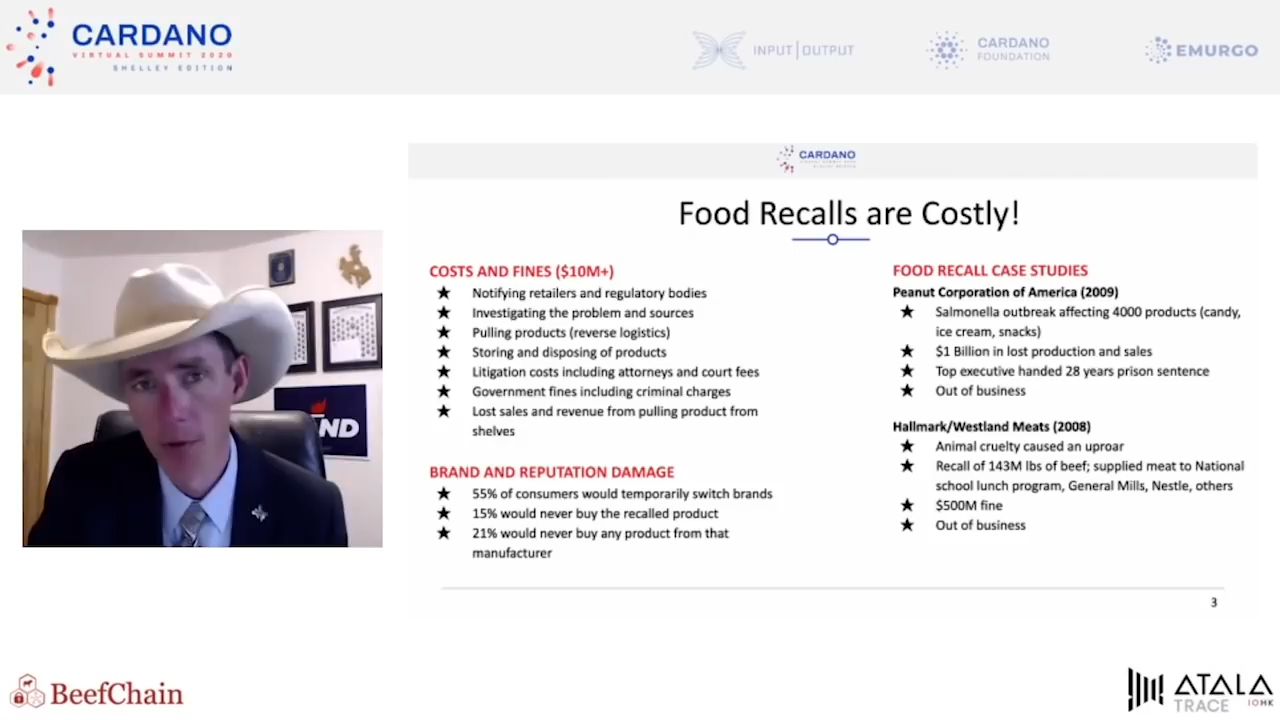 CARDANO
VIRTUAL SUMMIT 2020
SHELLEY EDITION
INPUT|OUTPUT
CARDANO
FOUNDATION
EMURGO
CARDANO
Food Recalls are Costly!
COSTS AND FINES ($10M+)
★ Notifying retailers and regulatory bodies
★ Investigating the problem and sources
★ Pulling products (reverse logistics)
★ Storing and disposing of products
★ Litigation costs including attorneys and court fees
★ Government fines including criminal charges
★ Lost sales and revenue from pulling product from
shelves
BRAND AND REPUTATION DAMAGE
★ 55% of consumers would temporarily switch brands
★ 15% would never buy the recalled product
★ 21% would never buy any product from that
manufacturer
FOOD RECALL CASE STUDIES
Peanut Corporation of America (2009)
★ Salmonella outbreak affecting 4000 products (candy,
ice cream, snacks)
★ $1 Billion in lost production and sales
★ Top executive handed 28 years prison sentence
★ Out of business
Hallmark/Westland Meats (2008)
★ Animal cruelty caused an uproar
★ Recall of 143M lbs of beef; supplied meat to National
school lunch program, General Mills, Nestle, others
★ $500M fine
★ Out of business
3
BeefChain
ATALA
TRACE IOHK